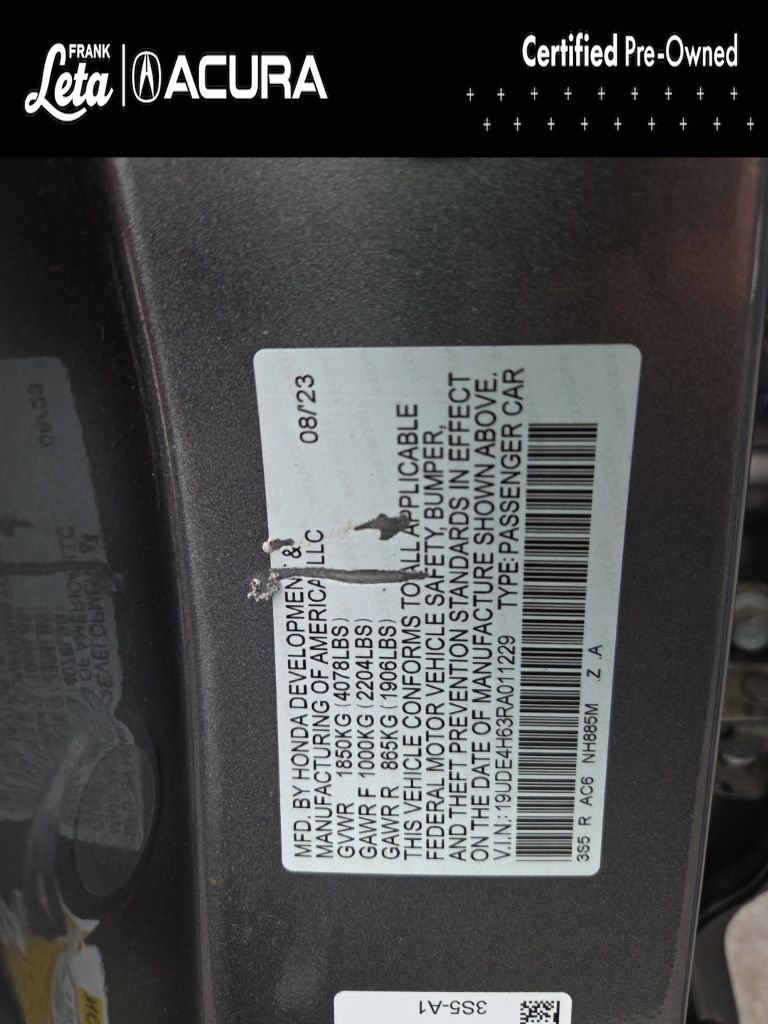 FRANK
Leta
ACURA
Certified Pre-Owned
MFD. BY HONDA DEVELOPMENT & 08/'23
MANUFACTURING OF AMERICA, LLC
GVWR 1850KG (4078LBS)
GAWR F 1000KG (2204LBS)
GAWR R 865KG (1906LBS)
THIS VEHICLE CONFORMS TO ALL APPLICABLE
FEDERAL MOTOR VEHICLE SAFETY, BUMPER,
AND THEFT PREVENTION STANDARDS IN EFFECT
ON THE DATE OF MANUFACTURE SHOWN ABOVE.
V.I.N.: 19UDE4H63RA011229 TYPE: PASSENGER CAR
3S5 R AC6 NH885M .Z .A
3S5-A1